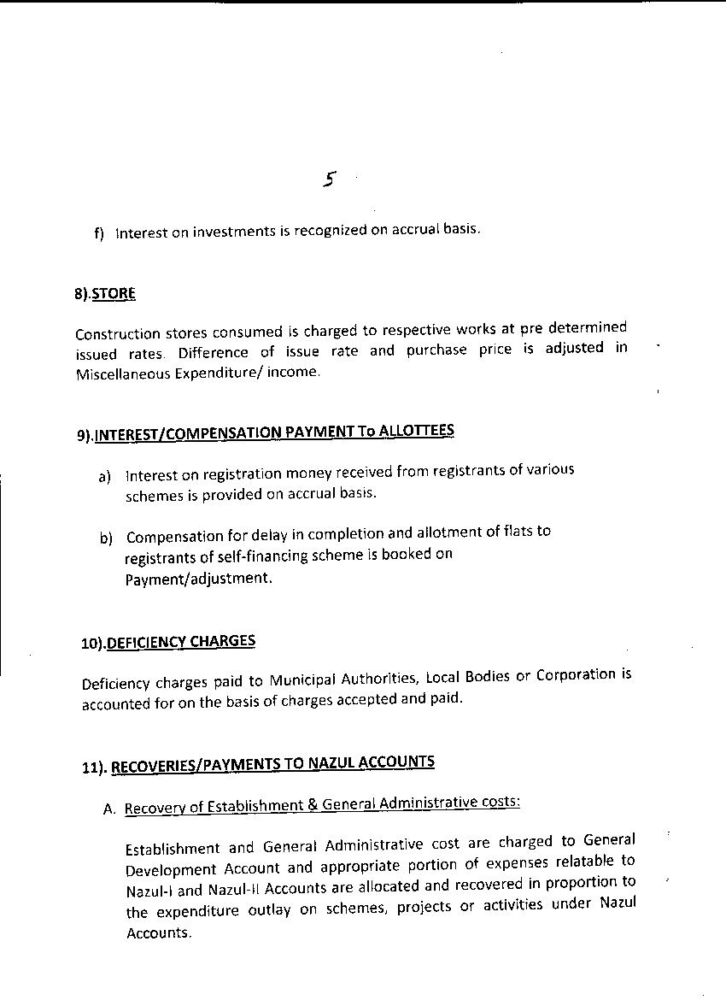 5
f) Interest on investments is recognized on accrual basis.
8).STORE
Construction stores consumed is charged to respective works at pre determined
issued rates. Difference of issue rate and purchase price is adjusted in
Miscellaneous Expenditure/ income.
9).INTEREST/COMPENSATION PAYMENT To ALLOTTEES
a) Interest on registration money received from registrants of various
schemes is provided on accrual basis.
b) Compensation for delay in completion and allotment of flats to
registrants of self-financing scheme is booked on
Payment/adjustment.
10).DEFICIENCY CHARGES
Deficiency charges paid to Municipal Authorities, Local Bodies or Corporation is
accounted for on the basis of charges accepted and paid.
11). RECOVERIES/PAYMENTS TO NAZUL ACCOUNTS
A. Recovery of Establishment & General Administrative costs:
Establishment and General Administrative cost are charged to General
Development Account and appropriate portion of expenses relatable to
Nazul-I and Nazul-II Accounts are allocated and recovered in proportion to
the expenditure outlay on schemes, projects or activities under Nazul
Accounts.